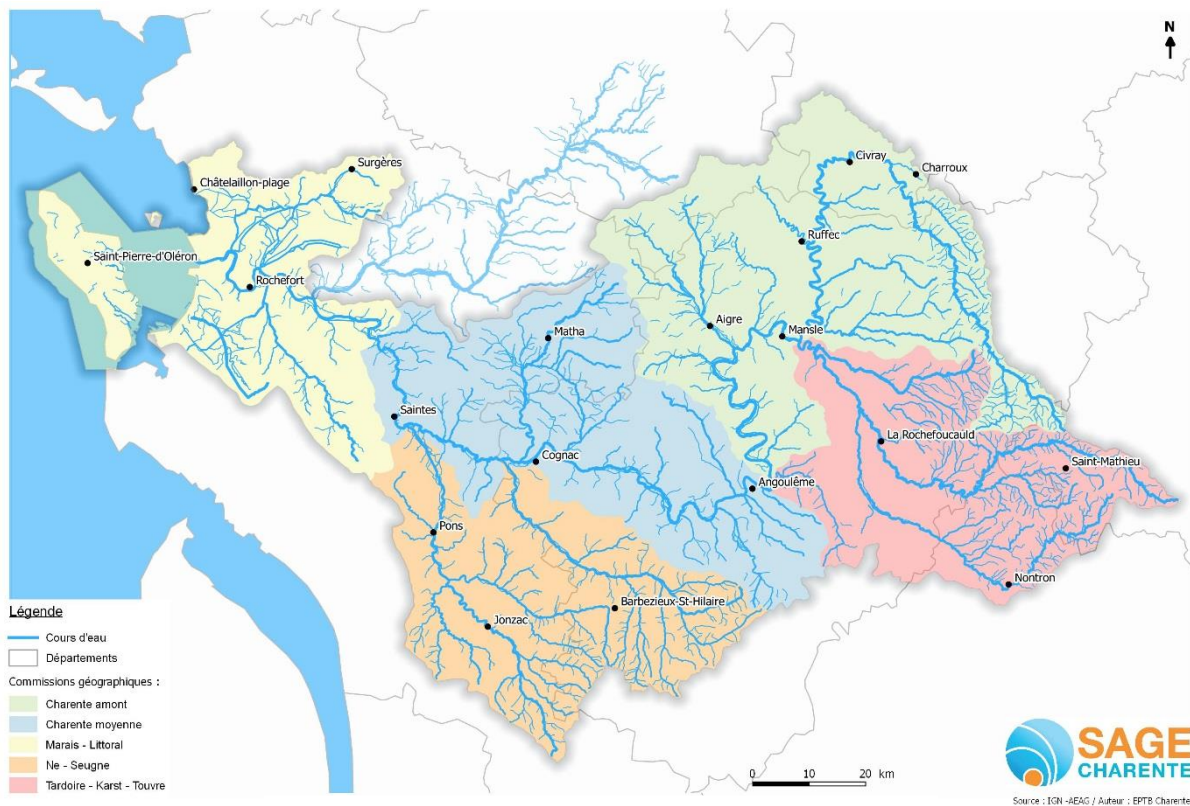 N
Civray
Charroux
Surgères
Châtelaillon-plage
Ruffec
Saint-Pierre-d'Oléron
Rochefort
Aigre
Mansle
Matha
Saintes
La Rochefoucauld
Cognac
Saint-Mathieu
Angoulême
Pons
Nontron
Barbezieux-St-Hilaire
Jonzac
Légende
Cours d'eau
Départements
Commissions géographiques :
Charente amont
Charente moyenne
Marais - Littoral
Ne - Seugne
Tardoire - Karst - Touvre
0 10 20 km
SAGE
CHARENTE
Source : IGN -AEAG / Auteur : EPTB Charente